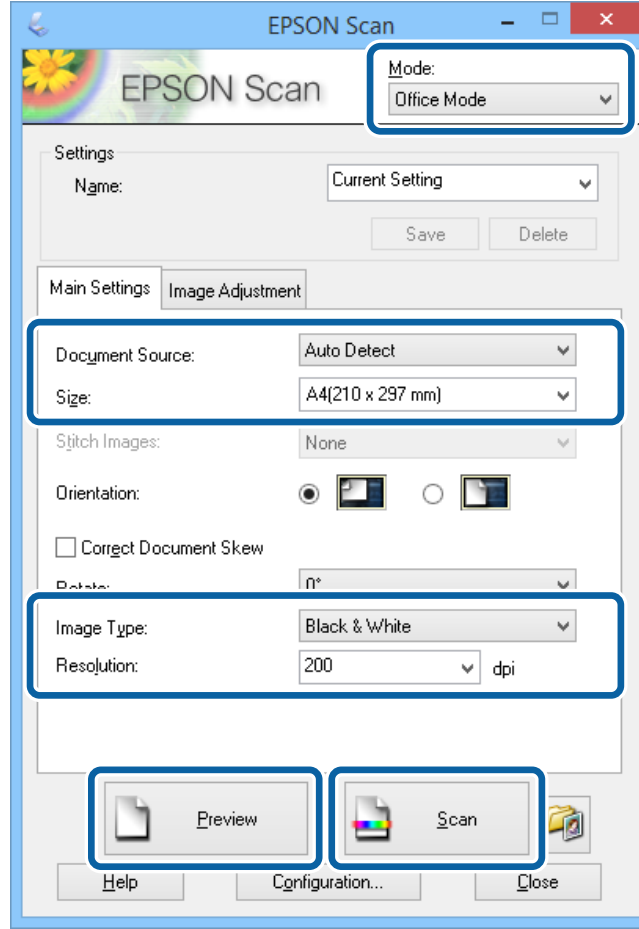 EPSON Scan
EPSON Scan
Mode:
Office Mode
Settings
Name: Current Setting
Save Delete
Main Settings Image Adjustment
Document Source: Auto Detect
Size: A4(210 x 297 mm)
Stitch Images: None
Orientation:
Correct Document Skew
Rotate: 0°
Image Type: Black & White
Resolution: 200 dpi
Preview Scan
Help Configuration... Close